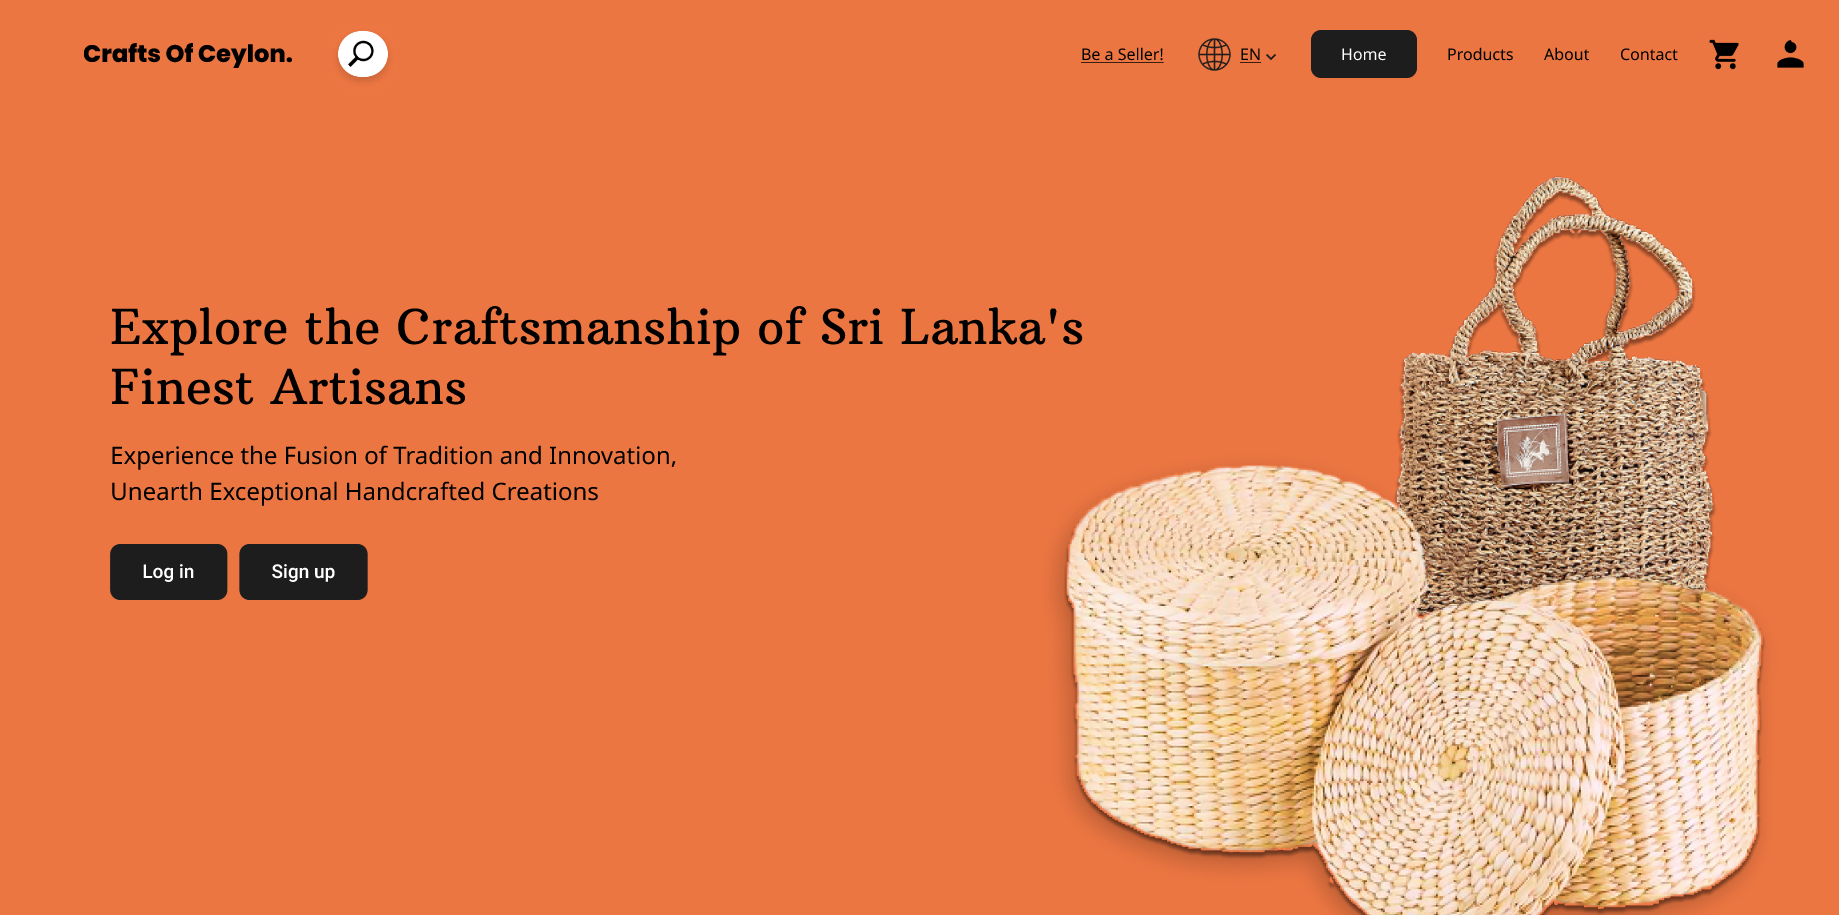 Crafts Of Ceylon.
Be a Seller!
EN
Home
Products
About
Contact
Explore the Craftsmanship of Sri Lanka's
Finest Artisans
Experience the Fusion of Tradition and Innovation,
Unearth Exceptional Handcrafted Creations
Log in
Sign up